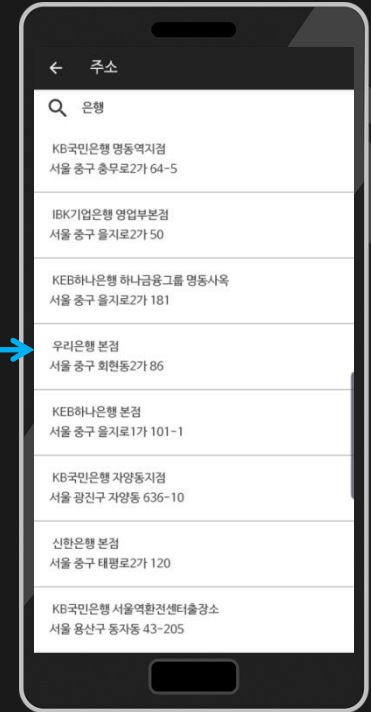 주소
은행
KB국민은행 명동역지점
서울 중구 충무로2가 64-5
IBK기업은행 영업부본점
서울 중구 을지로2가 50
KEB하나은행 하나금융그룹 명동사옥
서울 중구 을지로2가 181
우리은행 본점
서울 중구 회현동2가 86
KEB하나은행 본점
서울 중구 을지로1가 101-1
KB국민은행 자양동지점
서울 광진구 자양동 636-10
신한은행 본점
서울 중구 태평로2가 120
KB국민은행 서울역환전센터출장소
서울 용산구 동자동 43-205